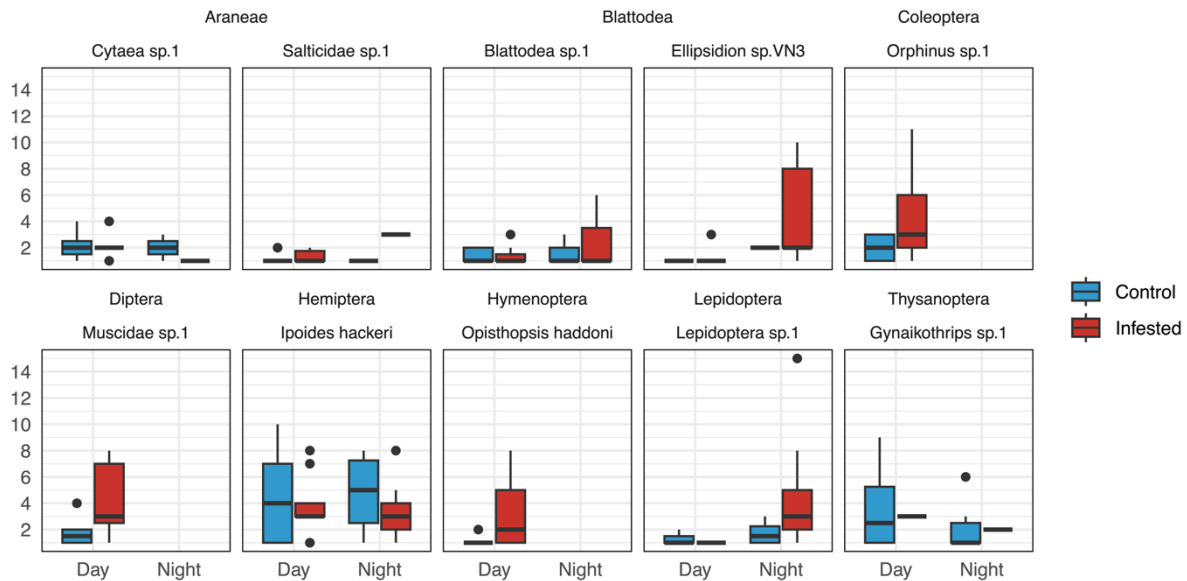 Araneae Blattodea Coleoptera
Cytaea sp.1 Salticidae sp.1 Blattodea sp.1 Ellipsidion sp.VN3 Orphinus sp.1
14
12
10
8
6
4
2
Diptera Hemiptera Hymenoptera Lepidoptera Thysanoptera
Muscidae sp.1 Ipoides hackeri Opisthopsis haddoni Lepidoptera sp.1 Gynaikothrips sp.1
14
12
10
8
6
4
2
Day Night Day Night Day Night Day Night Day Night
Control
Infested